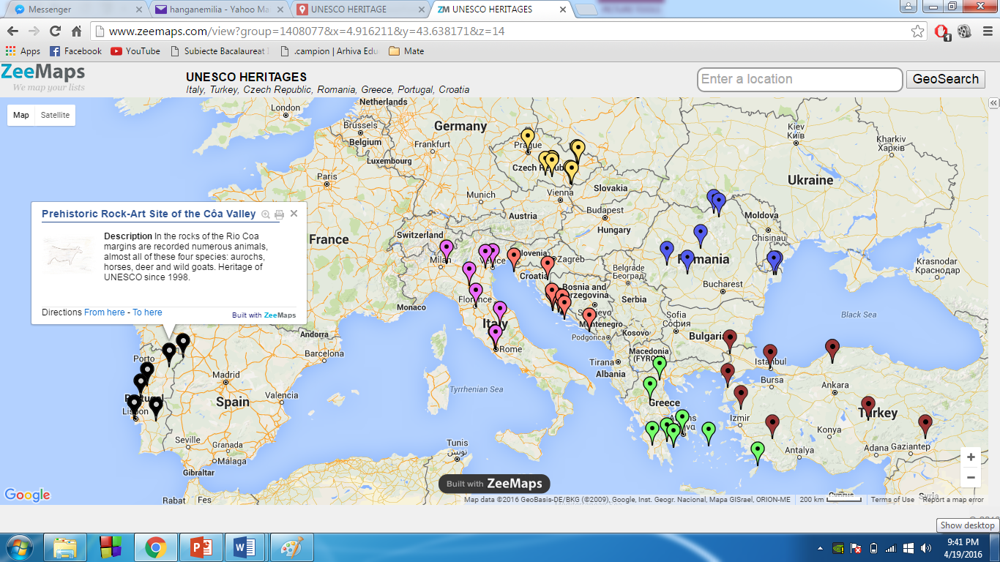 Messenger
hanganemilia - Yahoo Ma
UNESCO HERITAGE
ZM UNESCO HERITAGES
www.zeemaps.com/view?group=1408077&x=4.916211&y=43.638171&z=14
1
Apps
Facebook
YouTube
Subiecte Bacalaureat
.campion | Arhiva Edu
Mate
ZeeMaps
We map your lists
UNESCO HERITAGES
Italy, Turkey, Czech Republic, Romania, Greece, Portugal, Croatia
Enter a location
GeoSearch
Map
Satellite
London
Netherlands
Brussels
Belgium
Germany
Frankfurt
Luxembourg
Paris
Prague
Czech Republic
Kiev
Київ
Kharkiv
Харків
Ukraine
Vienna
Slovakia
Munich
Austria
Budapest
Hungary
Moldova
Chisinau
Switzerland
France
Milan
Venice
Slovenia
Zagreb
Croatia
Belgrade
Београд
Romania
Bucharest
Krasnodar
Краснодар
Bosnia and
Herzegovina
Sarajevo
Serbia
Florence
Monaco
Italy
Montenegro
Podgorica
Kosovo
Sofia
София
Bulgaria
Black Sea
Andorra
Barcelona
Rome
Macedonia
(FYROM)
Tirana
Albania
Istanbul
Bursa
Ankara
Porto
Madrid
Spain
Valencia
Tyrrhenian Sea
Greece
Athens
Αθήνα
Izmir
Turkey
Konya
Antalya
Adana
Gaziantep
Portugal
Lisbon
Seville
Granada
Málaga
Gibraltar
Tunis
تونس
Rabat
Fes
Cyprus
Syria
Prehistoric Rock-Art Site of the Côa Valley
Description In the rocks of the Rio Coa
margins are recorded numerous animals,
almost all of these four species: aurochs,
horses, deer and wild goats. Heritage of
UNESCO since 1998.
Directions From here - To here
Built with ZeeMaps
Built with ZeeMaps
Google
Map data ©2016 GeoBasis-DE/BKG (©2009), Google, Inst. Geogr. Nacional, Mapa GISrael, ORION-ME
200 km
Terms of Use
Report a map error
Show desktop
9:41 PM
4/19/2016